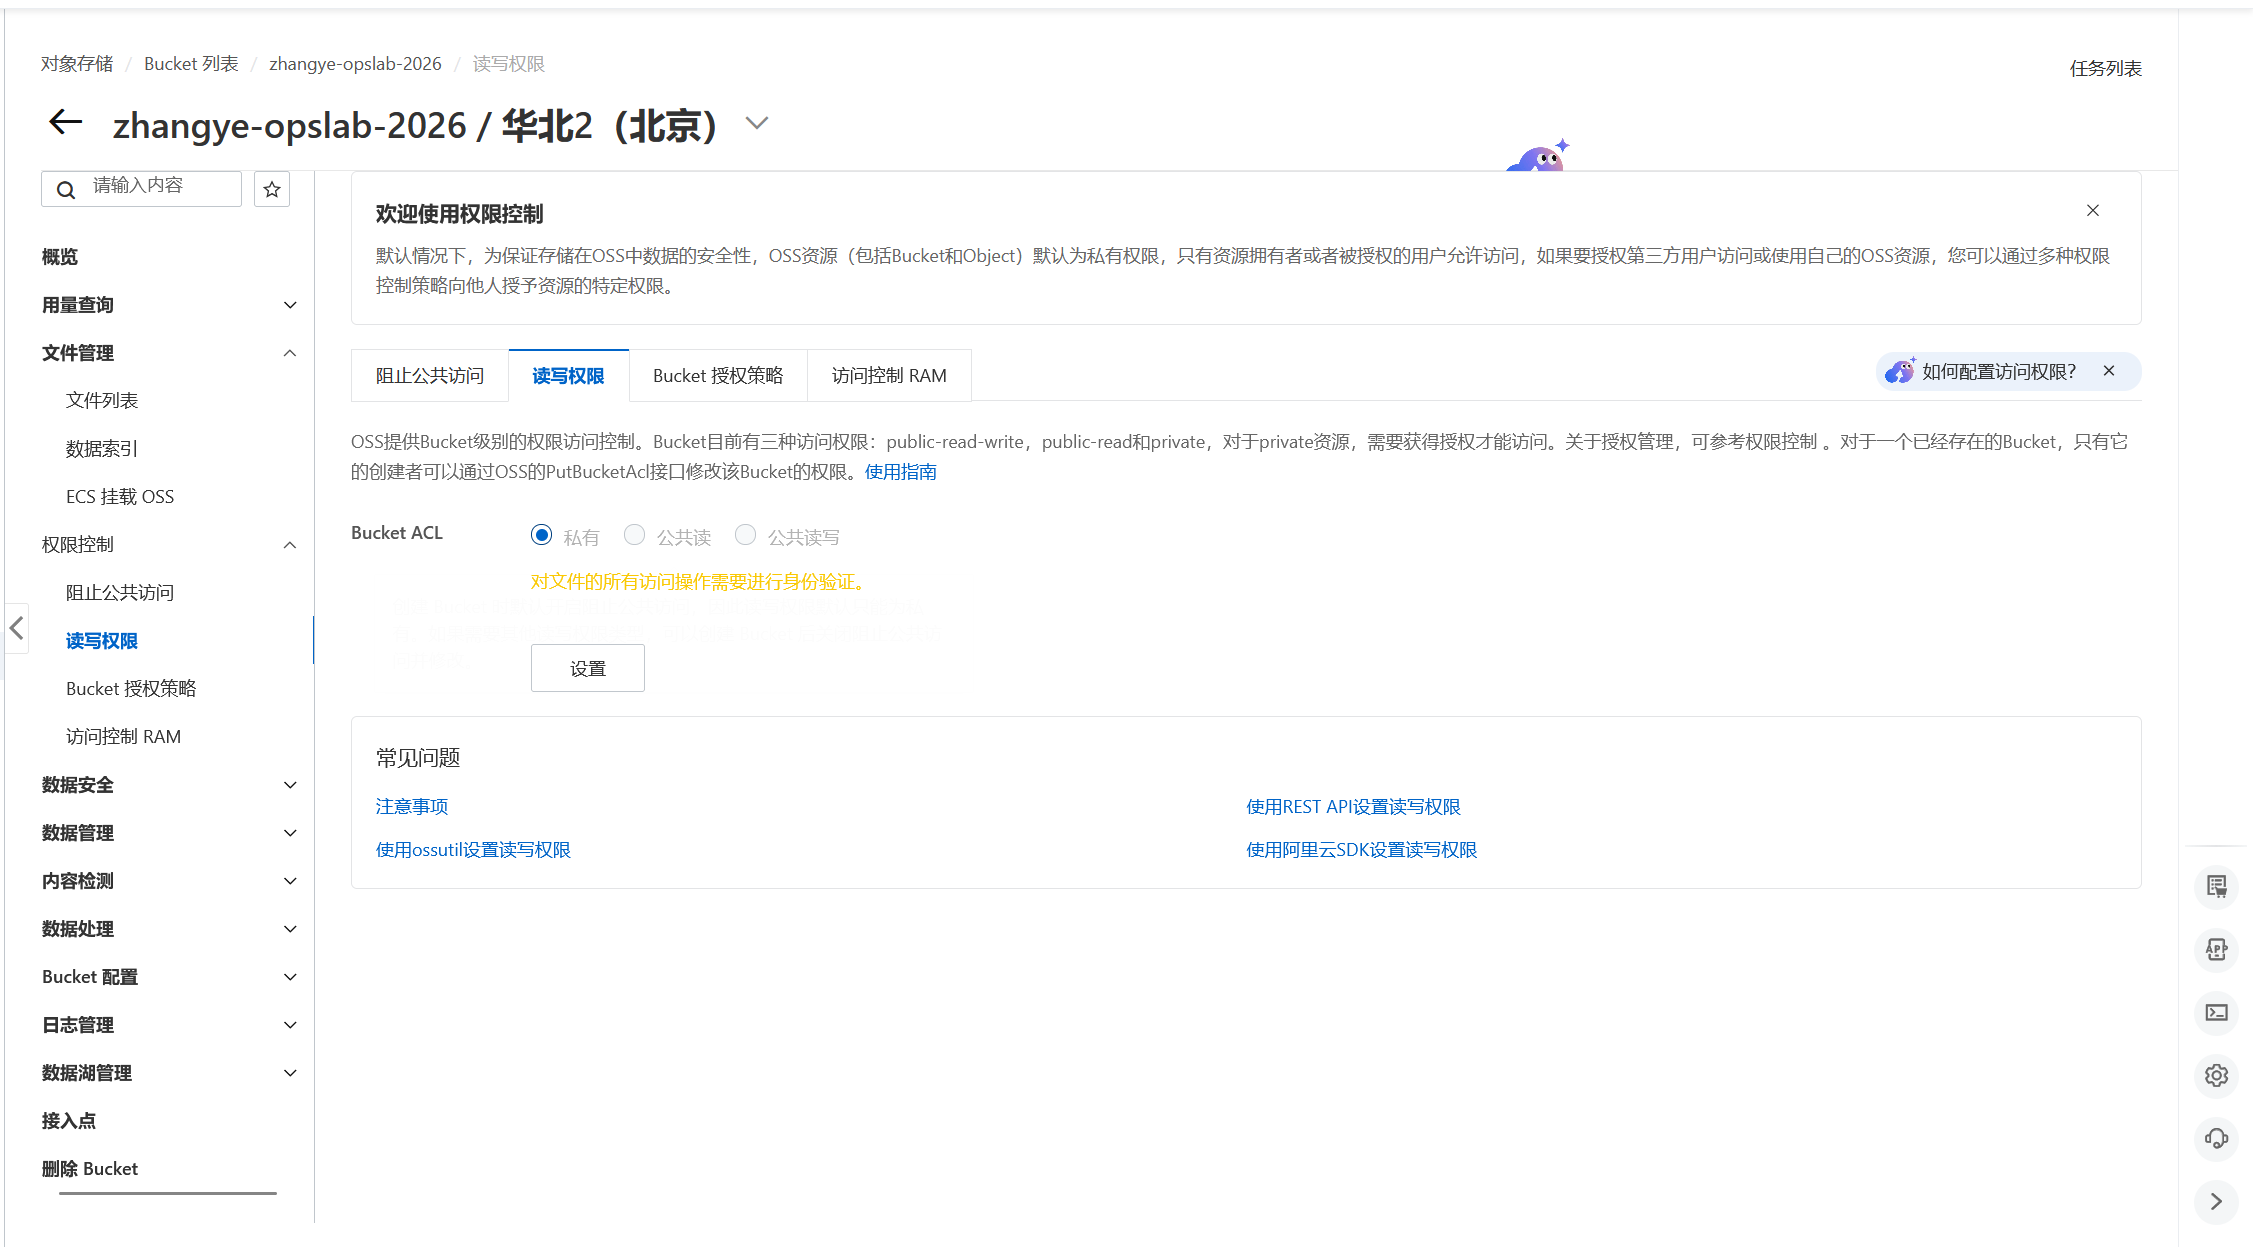 对象存储 / Bucket 列表 / zhangye-opslab-2026 / 读写权限
任务列表
zhangye-opslab-2026 / 华北2（北京）
请输入内容
概览
用量查询
文件管理
文件列表
数据索引
ECS 挂载 OSS
权限控制
阻止公共访问
读写权限
Bucket 授权策略
访问控制 RAM
数据安全
数据管理
内容检测
数据处理
Bucket 配置
日志管理
数据湖管理
接入点
删除 Bucket
欢迎使用权限控制
默认情况下，为保证存储在OSS中数据的安全性，OSS资源（包括Bucket和Object）默认为私有权限，只有资源拥有者或者被授权的用户允许访问，如果要授权第三方用户访问或使用自己的OSS资源，您可以通过多种权限
控制策略向他人授予资源的特定权限。
阻止公共访问 读写权限 Bucket 授权策略 访问控制 RAM
如何配置访问权限？
OSS提供Bucket级别的权限访问控制。Bucket目前有三种访问权限：public-read-write，public-read和private，对于private资源，需要获得授权才能访问。关于授权管理，可参考权限控制 。对于一个已经存在的Bucket，只有它
的创建者可以通过OSS的PutBucketAcl接口修改该Bucket的权限。使用指南
Bucket ACL 私有 公共读 公共读写
对文件的所有访问操作需要进行身份验证。
设置
常见问题
注意事项 使用REST API设置读写权限
使用ossutil设置读写权限 使用阿里云SDK设置读写权限
APP